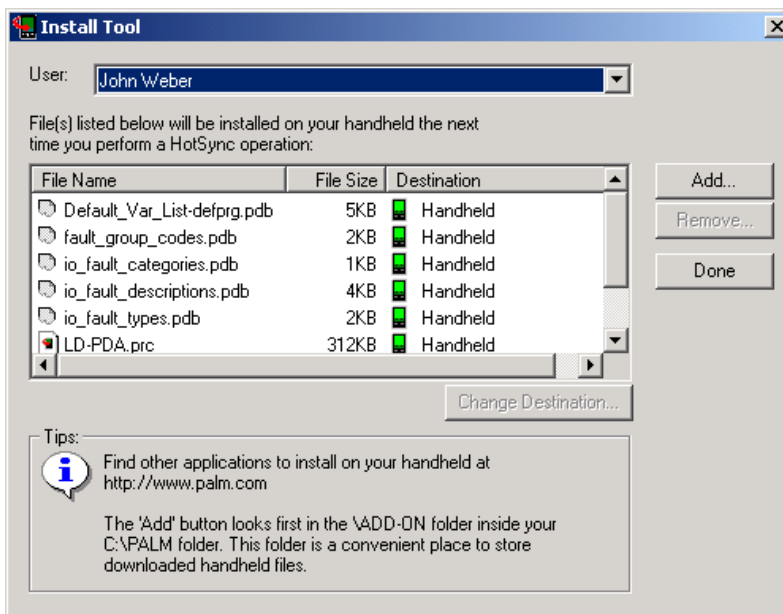 Install Tool
User: John Weber
File(s) listed below will be installed on your handheld the next
time you perform a HotSync operation:
File Name File Size Destination
Default_Var_List-defprg.pdb 5KB Handheld
fault_group_codes.pdb 2KB Handheld
io_fault_categories.pdb 1KB Handheld
io_fault_descriptions.pdb 4KB Handheld
io_fault_types.pdb 2KB Handheld
LD-PDA.prc 312KB Handheld
Add...
Remove...
Done
Change Destination...
Tips:
Find other applications to install on your handheld at
http://www.palm.com
The 'Add' button looks first in the \ADD-ON folder inside your
C:\PALM folder. This folder is a convenient place to store
downloaded handheld files.